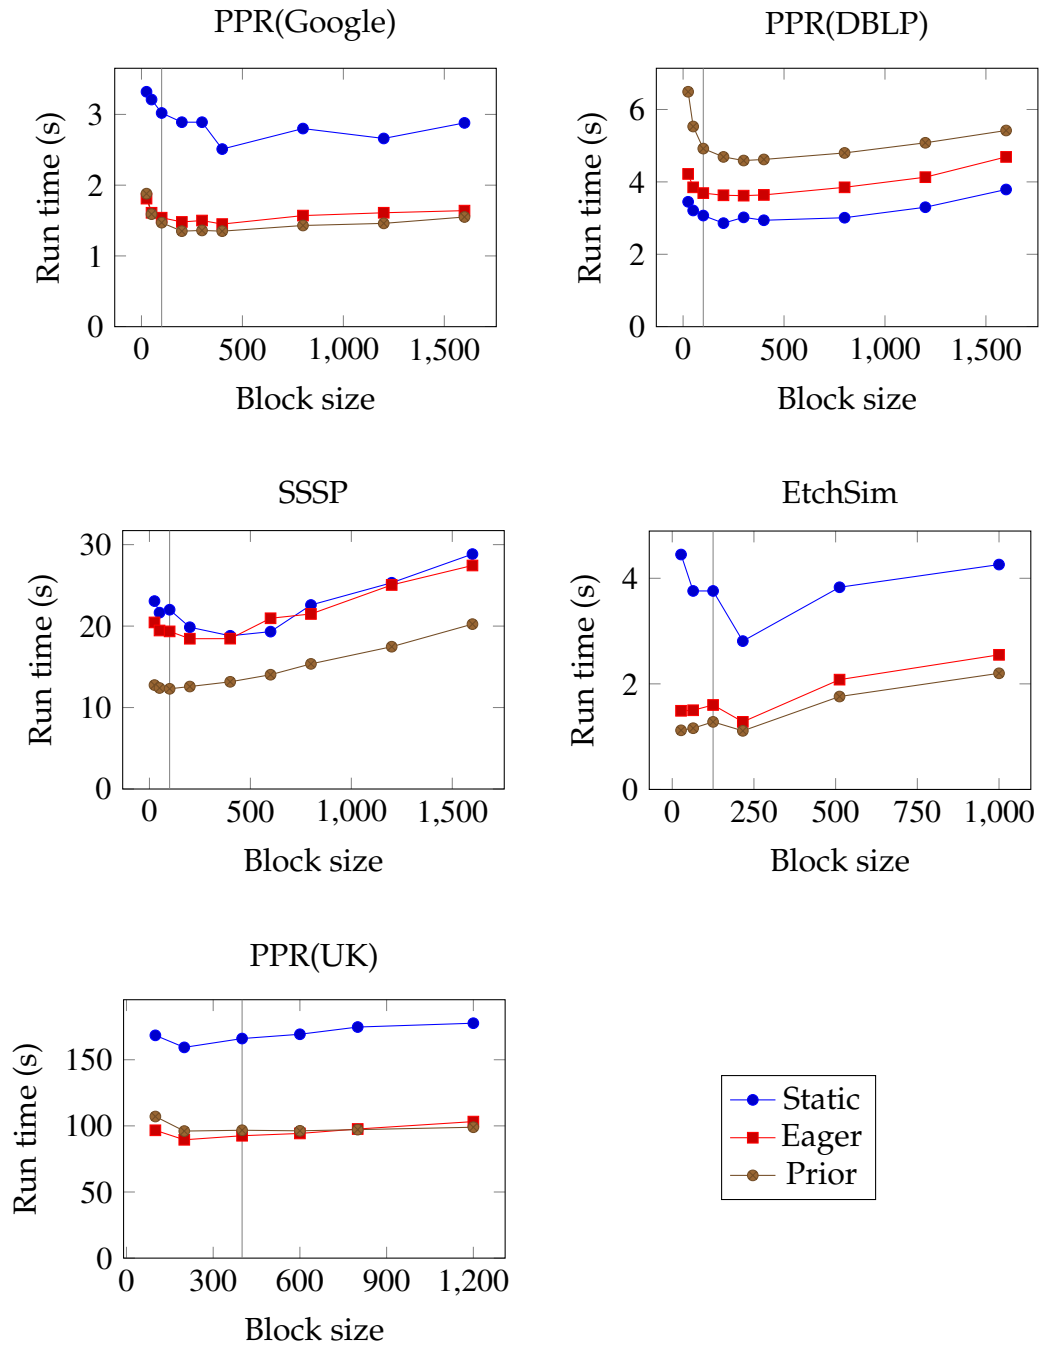 PPR(Google)
Run time (s)
3
2
1
0
0 500 1,000 1,500
Block size
PPR(DBLP)
Run time (s)
6
4
2
0
0 500 1,000 1,500
Block size
SSSP
Run time (s)
30
20
10
0
0 500 1,000 1,500
Block size
EtchSim
Run time (s)
4
2
0
0 250 500 750 1,000
Block size
PPR(UK)
Run time (s)
150
100
50
0
0 300 600 900 1,200
Block size
Static
Eager
Prior